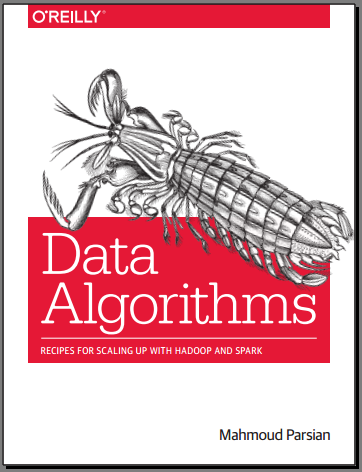 O'REILLY®
Data
Algorithms
RECIPES FOR SCALING UP WITH HADOOP AND SPARK
Mahmoud Parsian